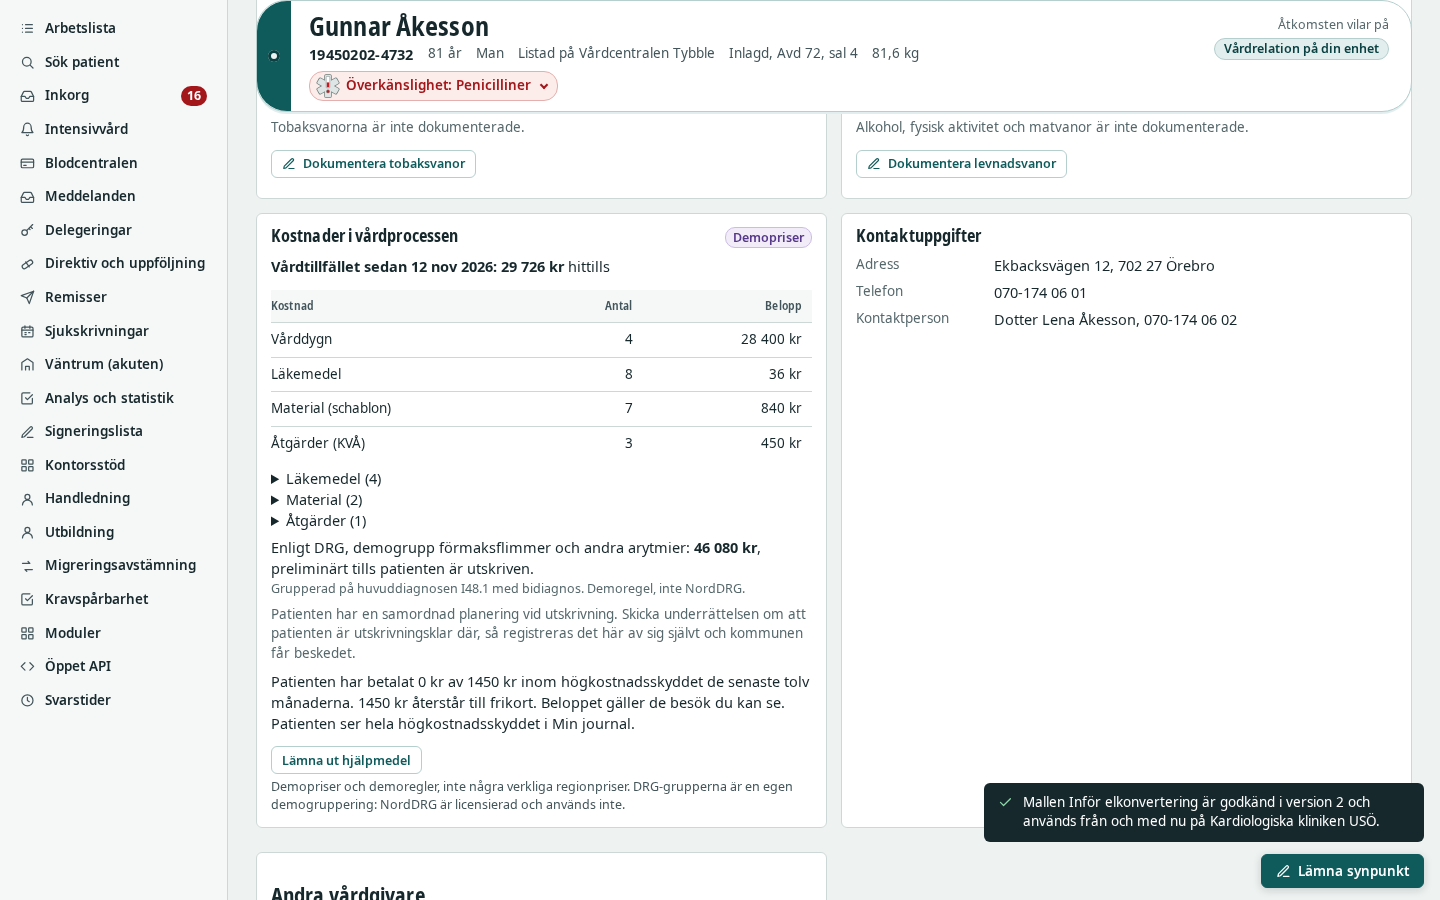 Arbetslista
Sök patient
Inkorg
16
Intensivvård
Blodcentralen
Meddelanden
Delegeringar
Direktiv och uppföljning
Remisser
Sjukskrivningar
Väntrum (akuten)
Analys och statistik
Signeringslista
Kontorsstöd
Handledning
Utbildning
Migreringsavstämning
Kravspårbarhet
Moduler
Öppet API
Svarstider
Gunnar Åkesson
19450202-4732 81 år Man Listad på Vårdcentralen Tybble Inlagd, Avd 72, sal 4 81,6 kg
Överkänslighet: Penicilliner
Åtkomsten vilar på
Vårdrelation på din enhet
Tobaksvanorna är inte dokumenterade.
Dokumentera tobaksvanor
Alkohol, fysisk aktivitet och matvanor är inte dokumenterade.
Dokumentera levnadsvanor
Kostnader i vårdprocessen
Demopriser
Vårdtillfället sedan 12 nov 2026: 29 726 kr hittills
Kostnad Antal Belopp
Vårddygn 4 28 400 kr
Läkemedel 8 36 kr
Material (schablon) 7 840 kr
Åtgärder (KVÅ) 3 450 kr
Läkemedel (4)
Material (2)
Åtgärder (1)
Enligt DRG, demogrupp förmaksflimmer och andra arytmier: 46 080 kr,
preliminärt tills patienten är utskriven.
Grupperad på huvuddiagnosen I48.1 med bidiagnos. Demoregel, inte NordDRG.
Patienten har en samordnad planering vid utskrivning. Skicka underrättelsen om att
patienten är utskrivningsklar där, så registreras det här av sig självt och kommunen
får beskedet.
Patienten har betalat 0 kr av 1450 kr inom högkostnadsskyddet de senaste tolv
månaderna. 1450 kr återstår till frikort. Beloppet gäller de besök du kan se.
Patienten ser hela högkostnadsskyddet i Min journal.
Lämna ut hjälpmedel
Demopriser och demoregler, inte några verkliga regionpriser. DRG-grupperna är en egen
demogruppering: NordDRG är licensierad och används inte.
Kontaktuppgifter
Adress Ekbacksvägen 12, 702 27 Örebro
Telefon 070-174 06 01
Kontaktperson Dotter Lena Åkesson, 070-174 06 02
Mallen Inför elkonvertering är godkänd i version 2 och
används från och med nu på Kardiologiska kliniken USÖ.
Lämna synpunkt
Andra vårdgivare